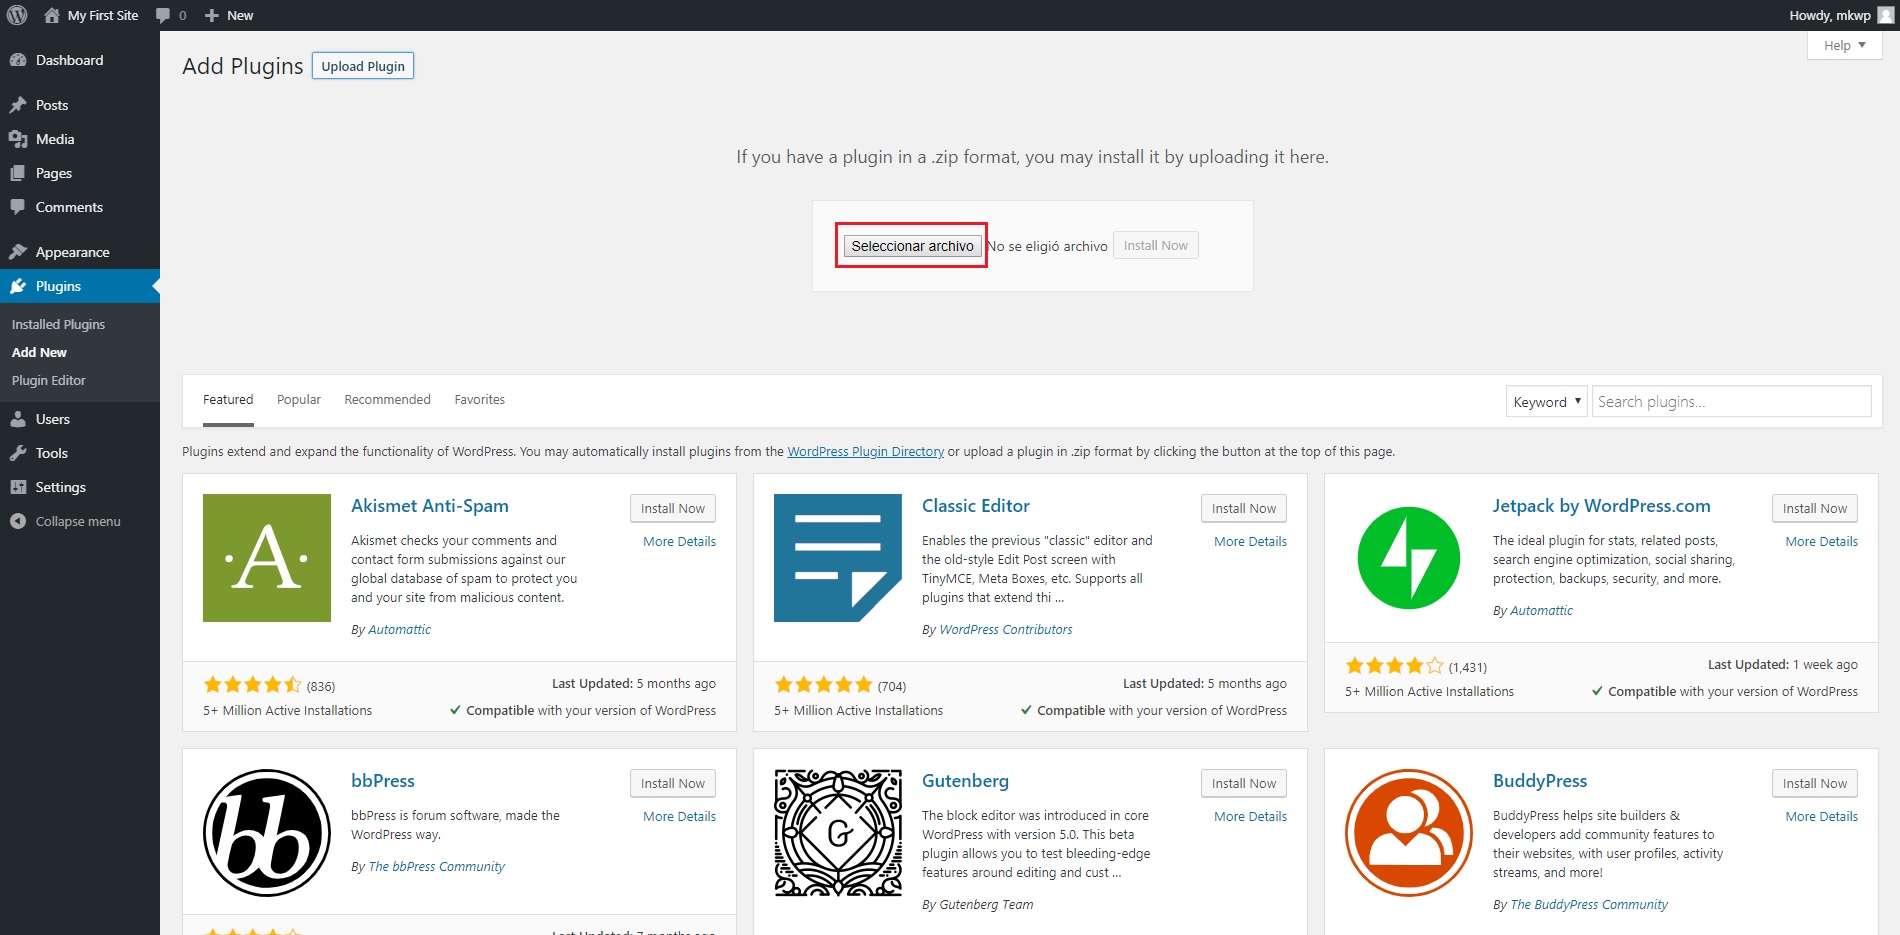 My First Site 0 New Howdy, mkwp
Help
Dashboard
Posts
Media
Pages
Comments
Appearance
Plugins
Installed Plugins
Add New
Plugin Editor
Users
Tools
Settings
Collapse menu
Add Plugins Upload Plugin
If you have a plugin in a .zip format, you may install it by uploading it here.
Seleccionar archivo No se eligió archivo Install Now
Featured Popular Recommended Favorites Keyword Search plugins...
Plugins extend and expand the functionality of WordPress. You may automatically install plugins from the WordPress Plugin Directory or upload a plugin in .zip format by clicking the button at the top of this page.
·A·
Akismet Anti-Spam
Install Now
More Details
Akismet checks your comments and
contact form submissions against our
global database of spam to protect you
and your site from malicious content.
By Automattic
(836)
Last Updated: 5 months ago
5+ Million Active Installations
Compatible with your version of WordPress
Classic Editor
Install Now
More Details
Enables the previous "classic" editor and
the old-style Edit Post screen with
TinyMCE, Meta Boxes, etc. Supports all
plugins that extend thi ...
By WordPress Contributors
(704)
Last Updated: 5 months ago
5+ Million Active Installations
Compatible with your version of WordPress
Jetpack by WordPress.com
Install Now
More Details
The ideal plugin for stats, related posts,
search engine optimization, social sharing,
protection, backups, security, and more.
By Automattic
(1,431)
Last Updated: 1 week ago
5+ Million Active Installations
Compatible with your version of WordPress
bb
bbPress
Install Now
More Details
bbPress is forum software, made the
WordPress way.
By The bbPress Community
Last Updated: 7 months ago
G
Gutenberg
Install Now
More Details
The block editor was introduced in core
WordPress with version 5.0. This beta
plugin allows you to test bleeding-edge
features around editing and cust ...
By Gutenberg Team
BuddyPress
Install Now
More Details
BuddyPress helps site builders &
developers add community features to
their websites, with user profiles, activity
streams, and more!
By The BuddyPress Community